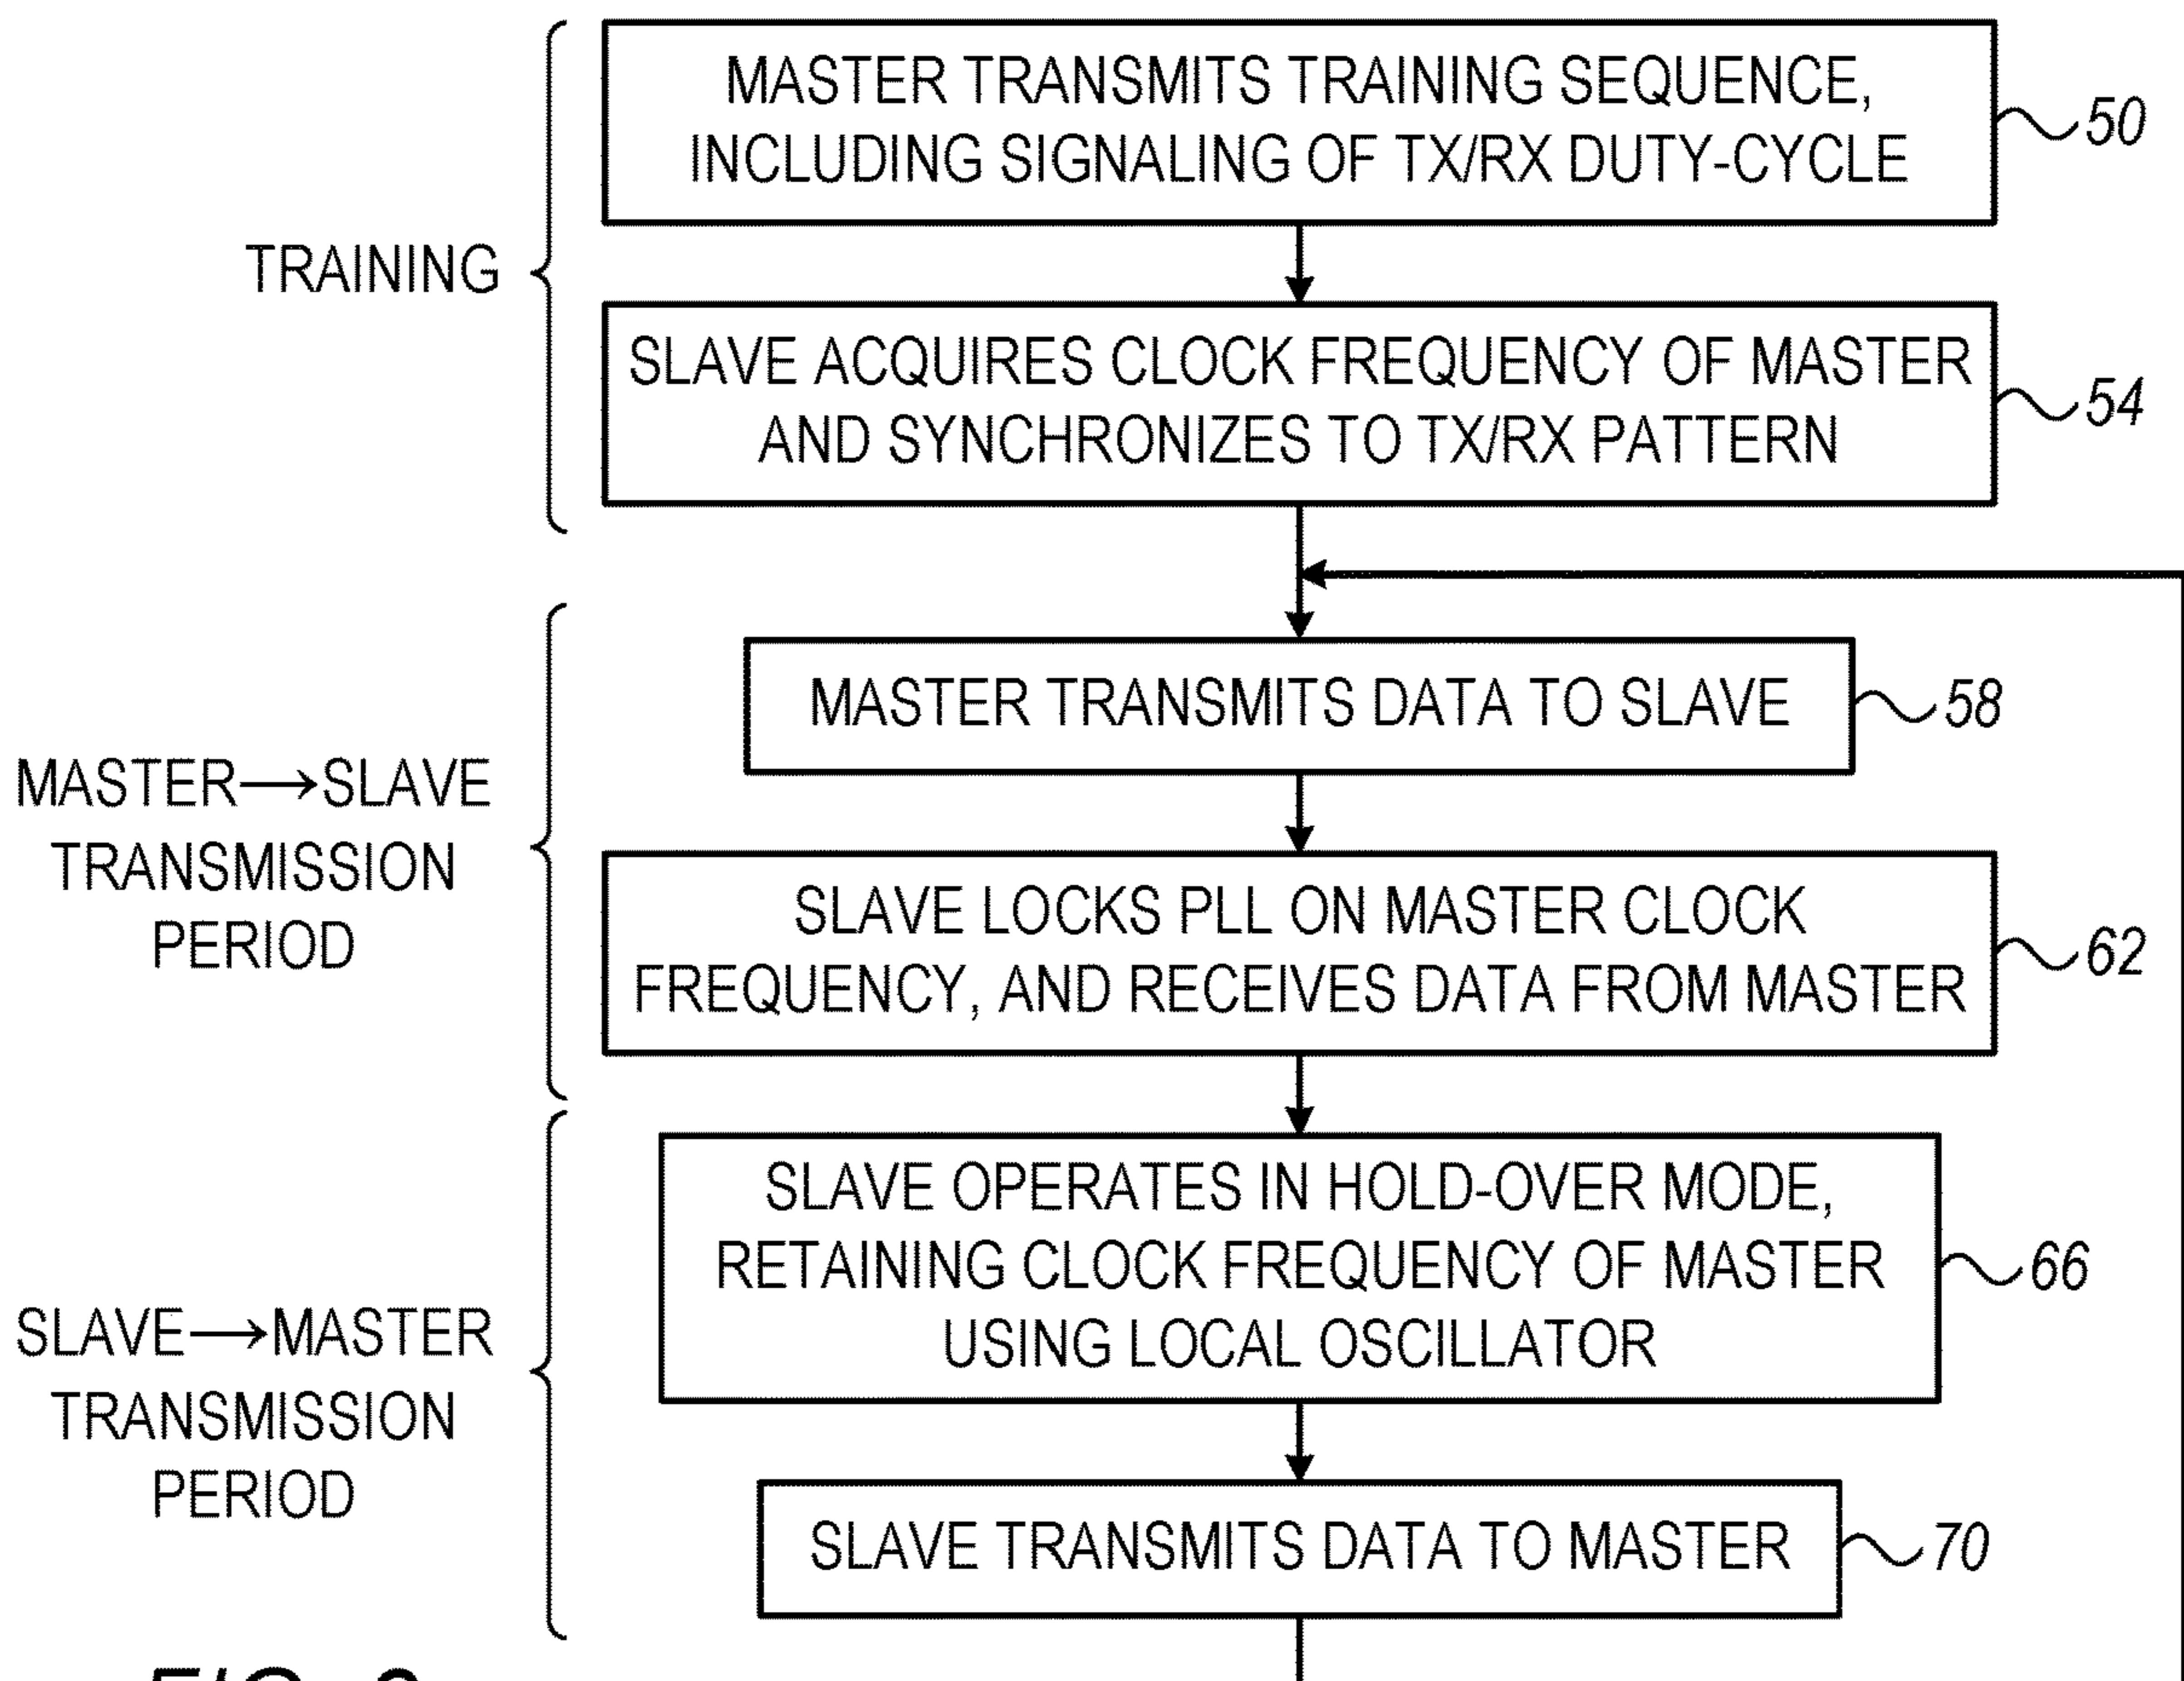 MASTER TRANSMITS TRAINING SEQUENCE,
INCLUDING SIGNALING OF TX/RX DUTY-CYCLE
50
TRAINING
SLAVE ACQUIRES CLOCK FREQUENCY OF MASTER
AND SYNCHRONIZES TO TX/RX PATTERN
54
MASTER TRANSMITS DATA TO SLAVE
58
MASTER→SLAVE
TRANSMISSION
PERIOD
SLAVE LOCKS PLL ON MASTER CLOCK
FREQUENCY, AND RECEIVES DATA FROM MASTER
62
SLAVE OPERATES IN HOLD-OVER MODE,
RETAINING CLOCK FREQUENCY OF MASTER
USING LOCAL OSCILLATOR
66
SLAVE→MASTER
TRANSMISSION
PERIOD
SLAVE TRANSMITS DATA TO MASTER
70